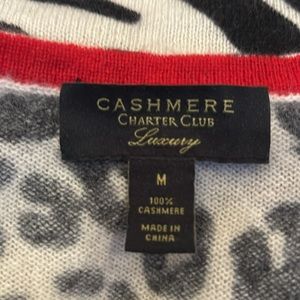 CASHMERE
CHARTER CLUB
Luxury
M
100%
CASHMERE
MADE IN
CHINA